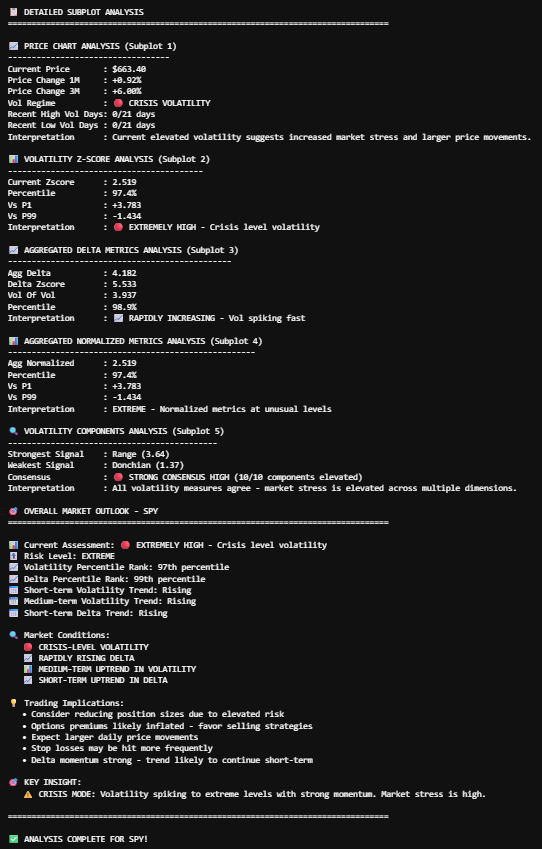 📋 DETAILED SUBPLOT ANALYSIS
================================================================================
📈 PRICE CHART ANALYSIS (Subplot 1)
----------------------------------
Current Price : $663.40
Price Change 1M : +0.92%
Price Change 3M : +6.00%
Vol Regime : 🔴 CRISIS VOLATILITY
Recent High Vol Days: 0/21 days
Recent Low Vol Days : 0/21 days
Interpretation : Current elevated volatility suggests increased market stress and larger price movements.
📊 VOLATILITY Z-SCORE ANALYSIS (Subplot 2)
-----------------------------------------
Current Zscore : 2.519
Percentile : 97.4%
Vs P1 : +3.783
Vs P99 : -1.434
Interpretation : 🔴 EXTREMELY HIGH - Crisis level volatility
📈 AGGREGATED DELTA METRICS ANALYSIS (Subplot 3)
-----------------------------------------------
Agg Delta : 4.182
Delta Zscore : 5.533
Vol Of Vol : 3.937
Percentile : 98.9%
Interpretation : 📈 RAPIDLY INCREASING - Vol spiking fast
📊 AGGREGATED NORMALIZED METRICS ANALYSIS (Subplot 4)
----------------------------------------------------
Agg Normalized : 2.519
Percentile : 97.4%
Vs P1 : +3.783
Vs P99 : -1.434
Interpretation : EXTREME - Normalized metrics at unusual levels
🔍 VOLATILITY COMPONENTS ANALYSIS (Subplot 5)
--------------------------------------------
Strongest Signal : Range (3.64)
Weakest Signal : Donchian (1.37)
Consensus : 🔴 STRONG CONSENSUS HIGH (10/10 components elevated)
Interpretation : All volatility measures agree - market stress is elevated across multiple dimensions.
🎯 OVERALL MARKET OUTLOOK - SPY
================================================================================
📊 Current Assessment: 🔴 EXTREMELY HIGH - Crisis level volatility
🚦 Risk Level: EXTREME
📈 Volatility Percentile Rank: 97th percentile
📈 Delta Percentile Rank: 99th percentile
📅 Short-term Volatility Trend: Rising
📅 Medium-term Volatility Trend: Rising
📅 Short-term Delta Trend: Rising
🔍 Market Conditions:
🔴 CRISIS-LEVEL VOLATILITY
📈 RAPIDLY RISING DELTA
📊 MEDIUM-TERM UPTREND IN VOLATILITY
📈 SHORT-TERM UPTREND IN DELTA
💡 Trading Implications:
• Consider reducing position sizes due to elevated risk
• Options premiums likely inflated - favor selling strategies
• Expect larger daily price movements
• Stop losses may be hit more frequently
• Delta momentum strong - trend likely to continue short-term
🎯 KEY INSIGHT:
⚠️ CRISIS MODE: Volatility spiking to extreme levels with strong momentum. Market stress is high.
================================================================================
✅ ANALYSIS COMPLETE FOR SPY!